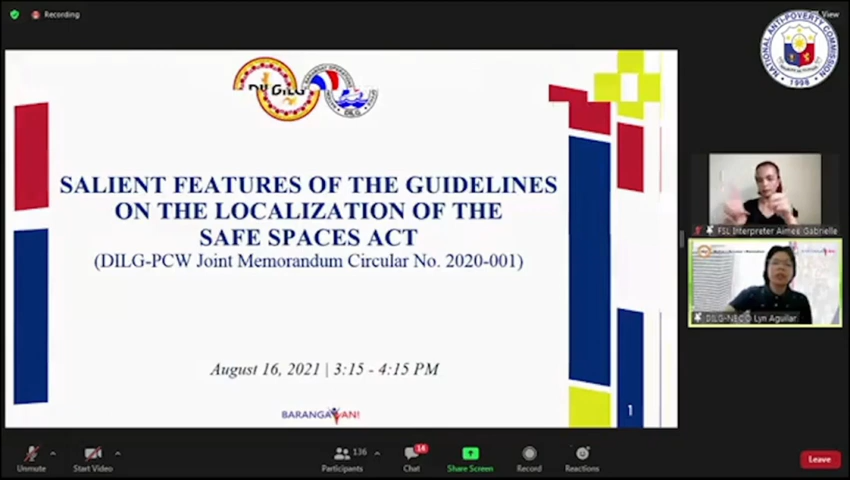 Recording
View
NATIONAL ANTI-POVERTY COMMISSION
1998
DILG
SALIENT FEATURES OF THE GUIDELINES
ON THE LOCALIZATION OF THE
SAFE SPACES ACT
(DILG-PCW Joint Memorandum Circular No. 2020-001)
August 16, 2021 | 3:15 - 4:15 PM
1
FSL Interpreter Aimee Gabrielle
Lyn Aguilar
Unmute
Start Video
Participants
136
Chat
14
Share Screen
Record
Reactions
Leave